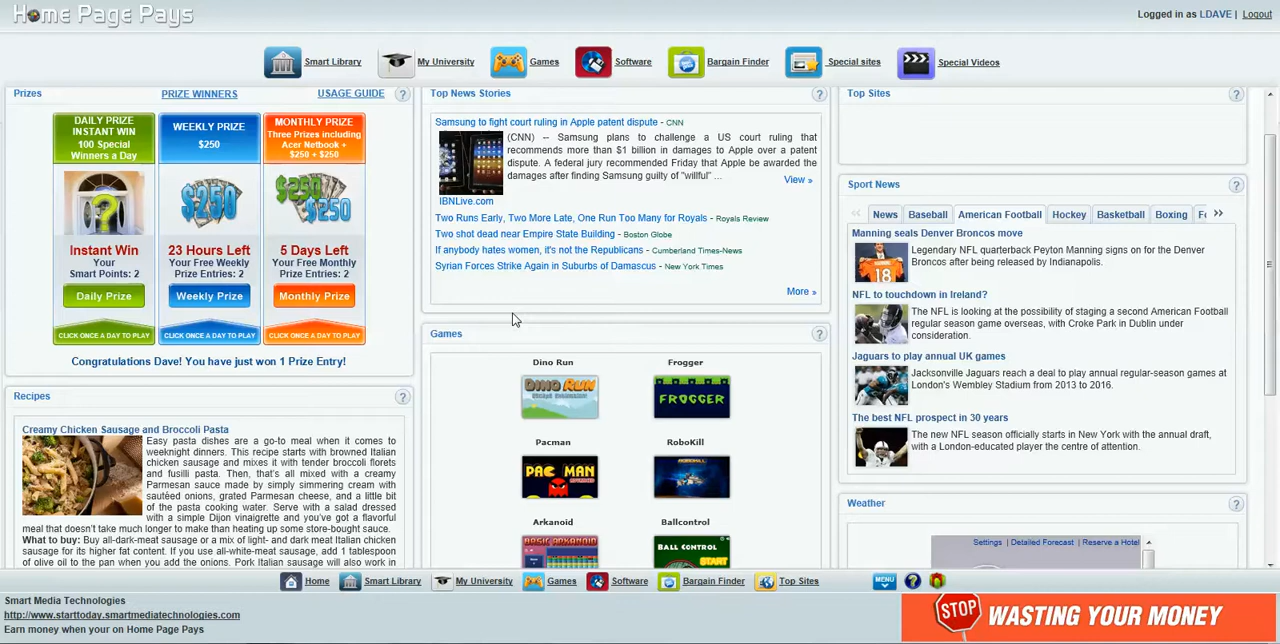 Home Page Pays
Logged in as LDAVE | Logout
Smart Library
My University
Games
Software
Bargain Finder
Special sites
Special Videos
Prizes
PRIZE WINNERS
USAGE GUIDE
?
DAILY PRIZE
INSTANT WIN
100 Special
Winners a Day
WEEKLY PRIZE
$250
MONTHLY PRIZE
Three Prizes including
Acer Netbook +
$250 + $250
?
$250
$250
$250
Instant Win
Your
Smart Points: 2
23 Hours Left
Your Free Weekly
Prize Entries: 2
5 Days Left
Your Free Monthly
Prize Entries: 2
Daily Prize
Weekly Prize
Monthly Prize
CLICK ONCE A DAY TO PLAY
CLICK ONCE A DAY TO PLAY
CLICK ONCE A DAY TO PLAY
Congratulations Dave! You have just won 1 Prize Entry!
Recipes
?
Creamy Chicken Sausage and Broccoli Pasta
Easy pasta dishes are a go-to meal when it comes to
weeknight dinners. This recipe starts with browned Italian
chicken sausage and mixes it with tender broccoli florets
and fusilli pasta. Then, that's all mixed with a creamy
Parmesan sauce made by simply simmering cream with
sautéed onions, grated Parmesan cheese, and a little bit
of the pasta cooking water. Serve with a salad dressed
with a simple Dijon vinaigrette and you've got a flavorful
meal that doesn't take much longer to make than heating up some store-bought sauce.
What to buy: Buy all-dark-meat sausage or a mix of light- and dark meat Italian chicken
sausage for its higher fat content. If you use all-white-meat sausage, add 1 tablespoon
of olive oil to the pan when you add the onions. Pork Italian sausage will also work in
Top News Stories
?
Samsung to fight court ruling in Apple patent dispute - CNN
(CNN) -- Samsung plans to challenge a US court ruling that
recommends more than $1 billion in damages to Apple over a patent
dispute. A federal jury recommended Friday that Apple be awarded the
damages after finding Samsung guilty of "willful" ...
View »
IBNLive.com
Two Runs Early, Two More Late, One Run Too Many for Royals - Royals Review
Two shot dead near Empire State Building - Boston Globe
If anybody hates women, it's not the Republicans - Cumberland Times-News
Syrian Forces Strike Again in Suburbs of Damascus - New York Times
More »
Games
?
Dino Run
Frogger
DINO RUN
FROGGER
Pacman
RoboKill
PAC MAN
ROBOKILL
Arkanoid
Ballcontrol
BASIC ARKANOID
BALL CONTROL
START
Top Sites
?
Sport News
?
«
News
Baseball
American Football
Hockey
Basketball
Boxing
Fo
»
Manning seals Denver Broncos move
18
Legendary NFL quarterback Peyton Manning signs on for the Denver
Broncos after being released by Indianapolis.
NFL to touchdown in Ireland?
The NFL is looking at the possibility of staging a second American Football
regular season game overseas, with Croke Park in Dublin under
consideration.
Jaguars to play annual UK games
Jacksonville Jaguars reach a deal to play annual regular-season games at
London's Wembley Stadium from 2013 to 2016.
The best NFL prospect in 30 years
The new NFL season officially starts in New York with the annual draft,
with a London-educated player the centre of attention.
Weather
?
Settings | Detailed Forecast | Reserve a Hotel
Home
Smart Library
My University
Games
Software
Bargain Finder
Top Sites
MENU
?
Smart Media Technologies
http://www.starttoday.smartmediatechnologies.com
Earn money when your on Home Page Pays
STOP WASTING YOUR MONEY